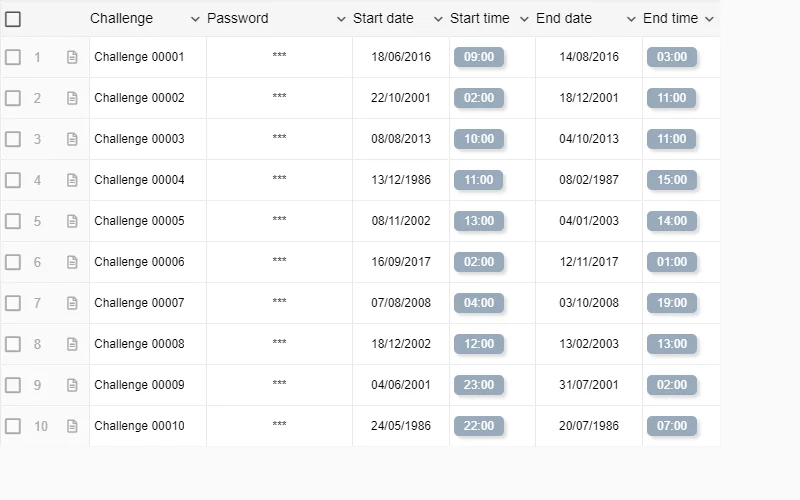 Challenge Password Start date Start time End date End time
1 Challenge 00001 *** 18/06/2016 09:00 14/08/2016 03:00
2 Challenge 00002 *** 22/10/2001 02:00 18/12/2001 11:00
3 Challenge 00003 *** 08/08/2013 10:00 04/10/2013 11:00
4 Challenge 00004 *** 13/12/1986 11:00 08/02/1987 15:00
5 Challenge 00005 *** 08/11/2002 13:00 04/01/2003 14:00
6 Challenge 00006 *** 16/09/2017 02:00 12/11/2017 01:00
7 Challenge 00007 *** 07/08/2008 04:00 03/10/2008 19:00
8 Challenge 00008 *** 18/12/2002 12:00 13/02/2003 13:00
9 Challenge 00009 *** 04/06/2001 23:00 31/07/2001 02:00
10 Challenge 00010 *** 24/05/1986 22:00 20/07/1986 07:00